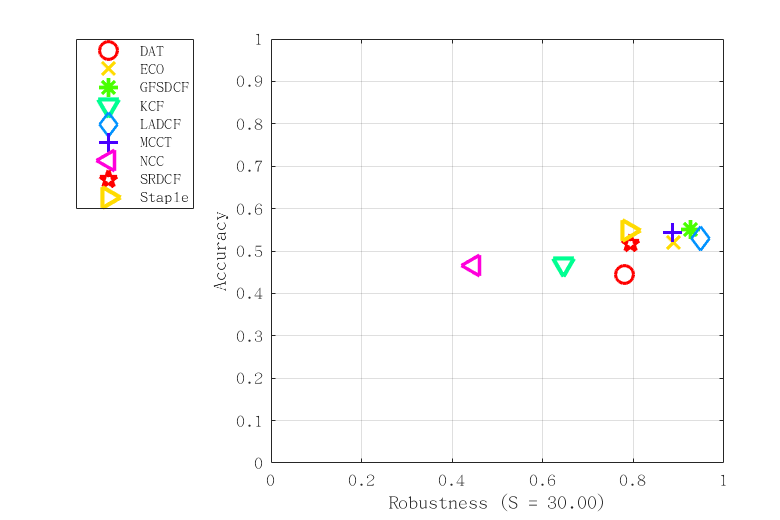 DAT
ECO
GFSDCF
KCF
LADCF
MCCT
NCC
SRDCF
Staple
1
0.9
0.8
0.7
0.6
0.5
0.4
0.3
0.2
0.1
0
Accuracy
0 0.2 0.4 0.6 0.8 1
Robustness (S = 30.00)